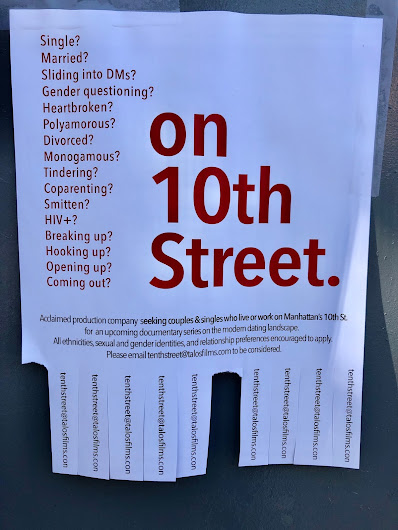 Single?
Married?
Sliding into DMs?
Gender questioning?
Heartbroken?
Polyamorous?
Divorced?
Monogamous?
Tindering?
Coparenting?
Smitten?
HIV+?
Breaking up?
Hooking up?
Opening up?
Coming out?
on
10th
Street.
Acclaimed production company seeking couples & singles who live or work on Manhattan's 10th St.
for an upcoming documentary series on the modern dating landscape.
All ethnicities, sexual and gender identities, and relationship preferences encouraged to apply.
Please email tenthstreet@talosfilms.com to be considered.
tenthstreet@talosfilms.com
tenthstreet@talosfilms.com
tenthstreet@talosfilms.com
tenthstreet@talosfilms.com
tenthstreet@talosfilms.com
tenthstreet@talosfilms.com
tenthstreet@talosfilms.com
tenthstreet@talosfilms.com
tenthstreet@talosfilms.com